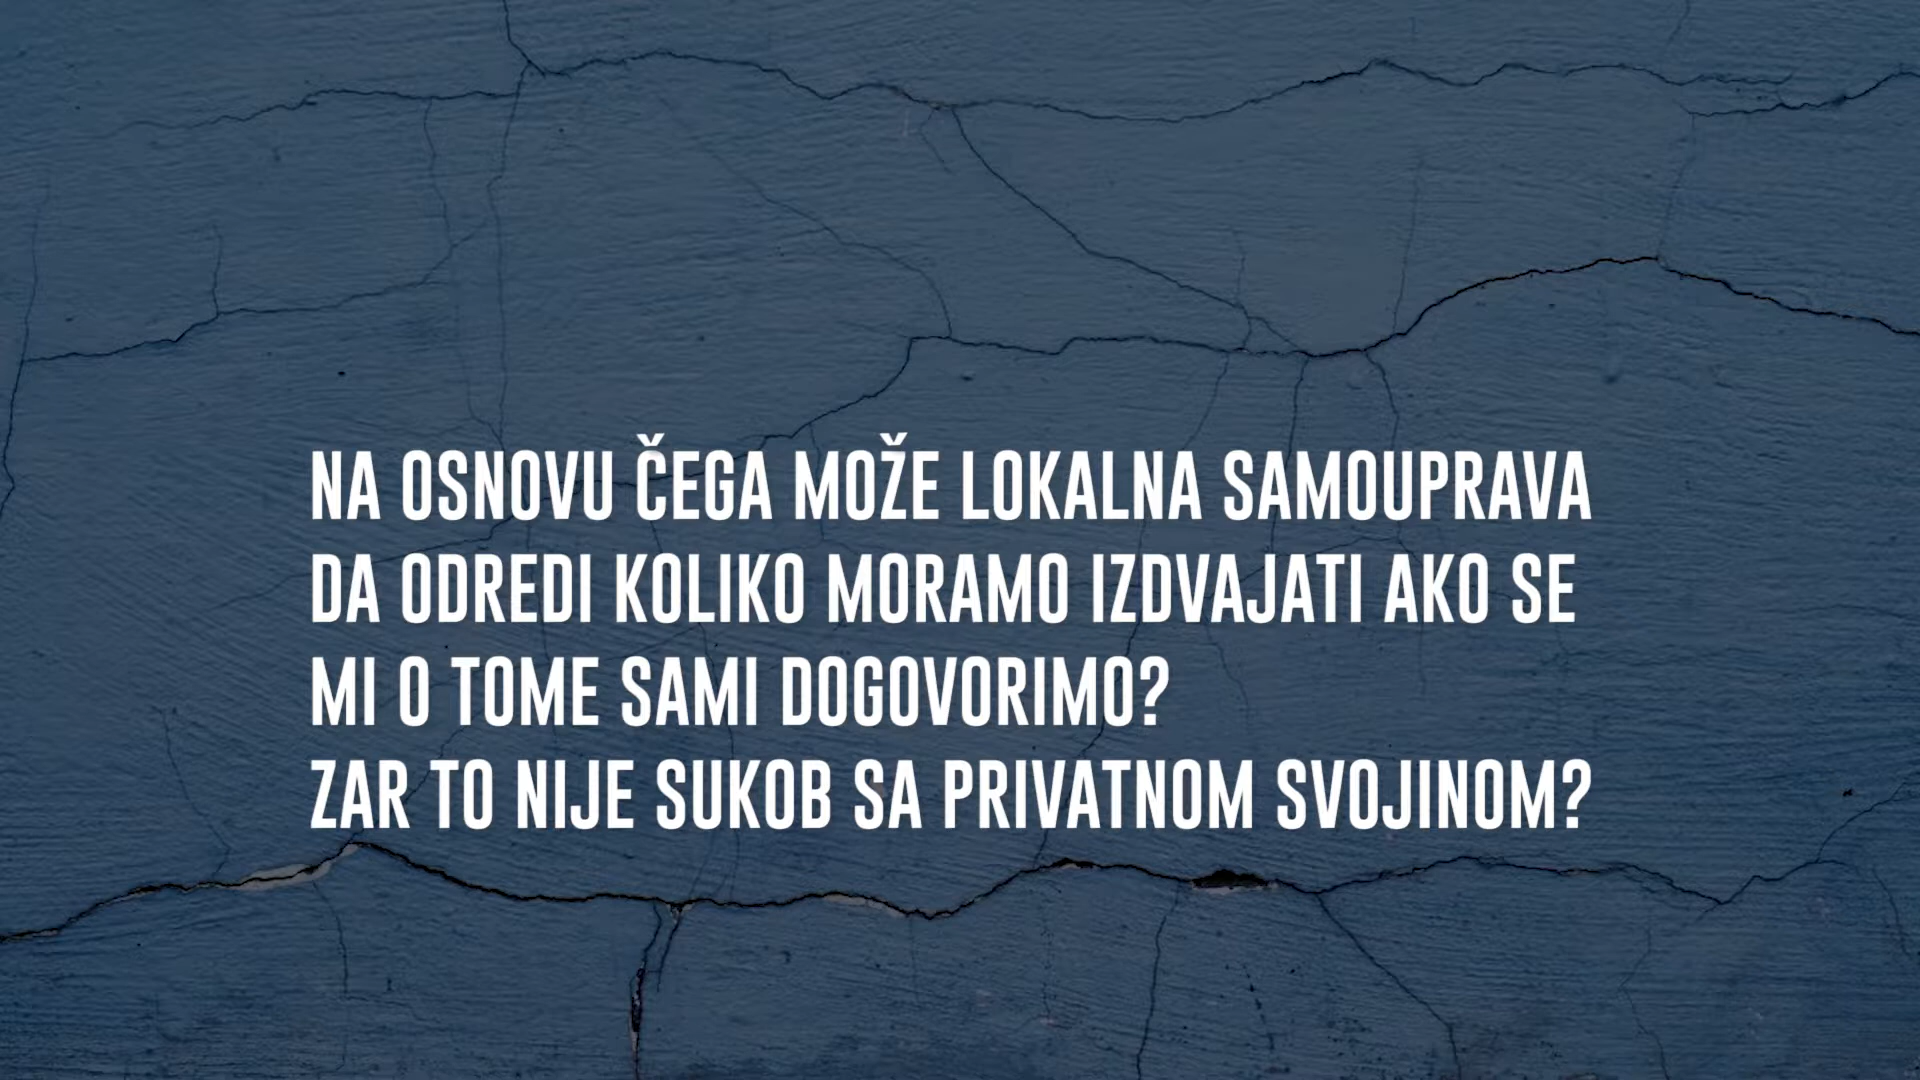 NA OSNOVU ČEGA MOŽE LOKALNA SAMOUPRAVA
DA ODREDI KOLIKO MORAMO IZDVAJATI AKO SE
MI O TOME SAMI DOGOVORIMO?
ZAR TO NIJE SUKOB SA PRIVATNOM SVOJINOM?